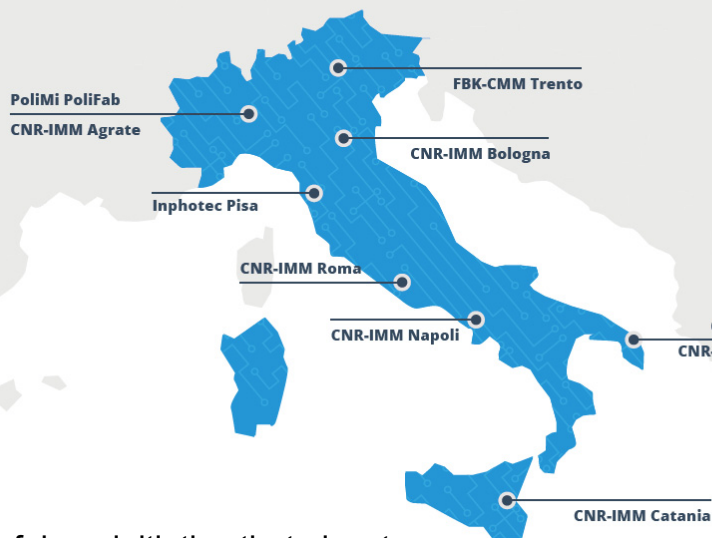 FBK-CMM Trento
PoliMi PoliFab
CNR-IMM Agrate
CNR-IMM Bologna
Inphotec Pisa
CNR-IMM Roma
CNR-IMM Napoli
CNR-
CNR-IMM Catania